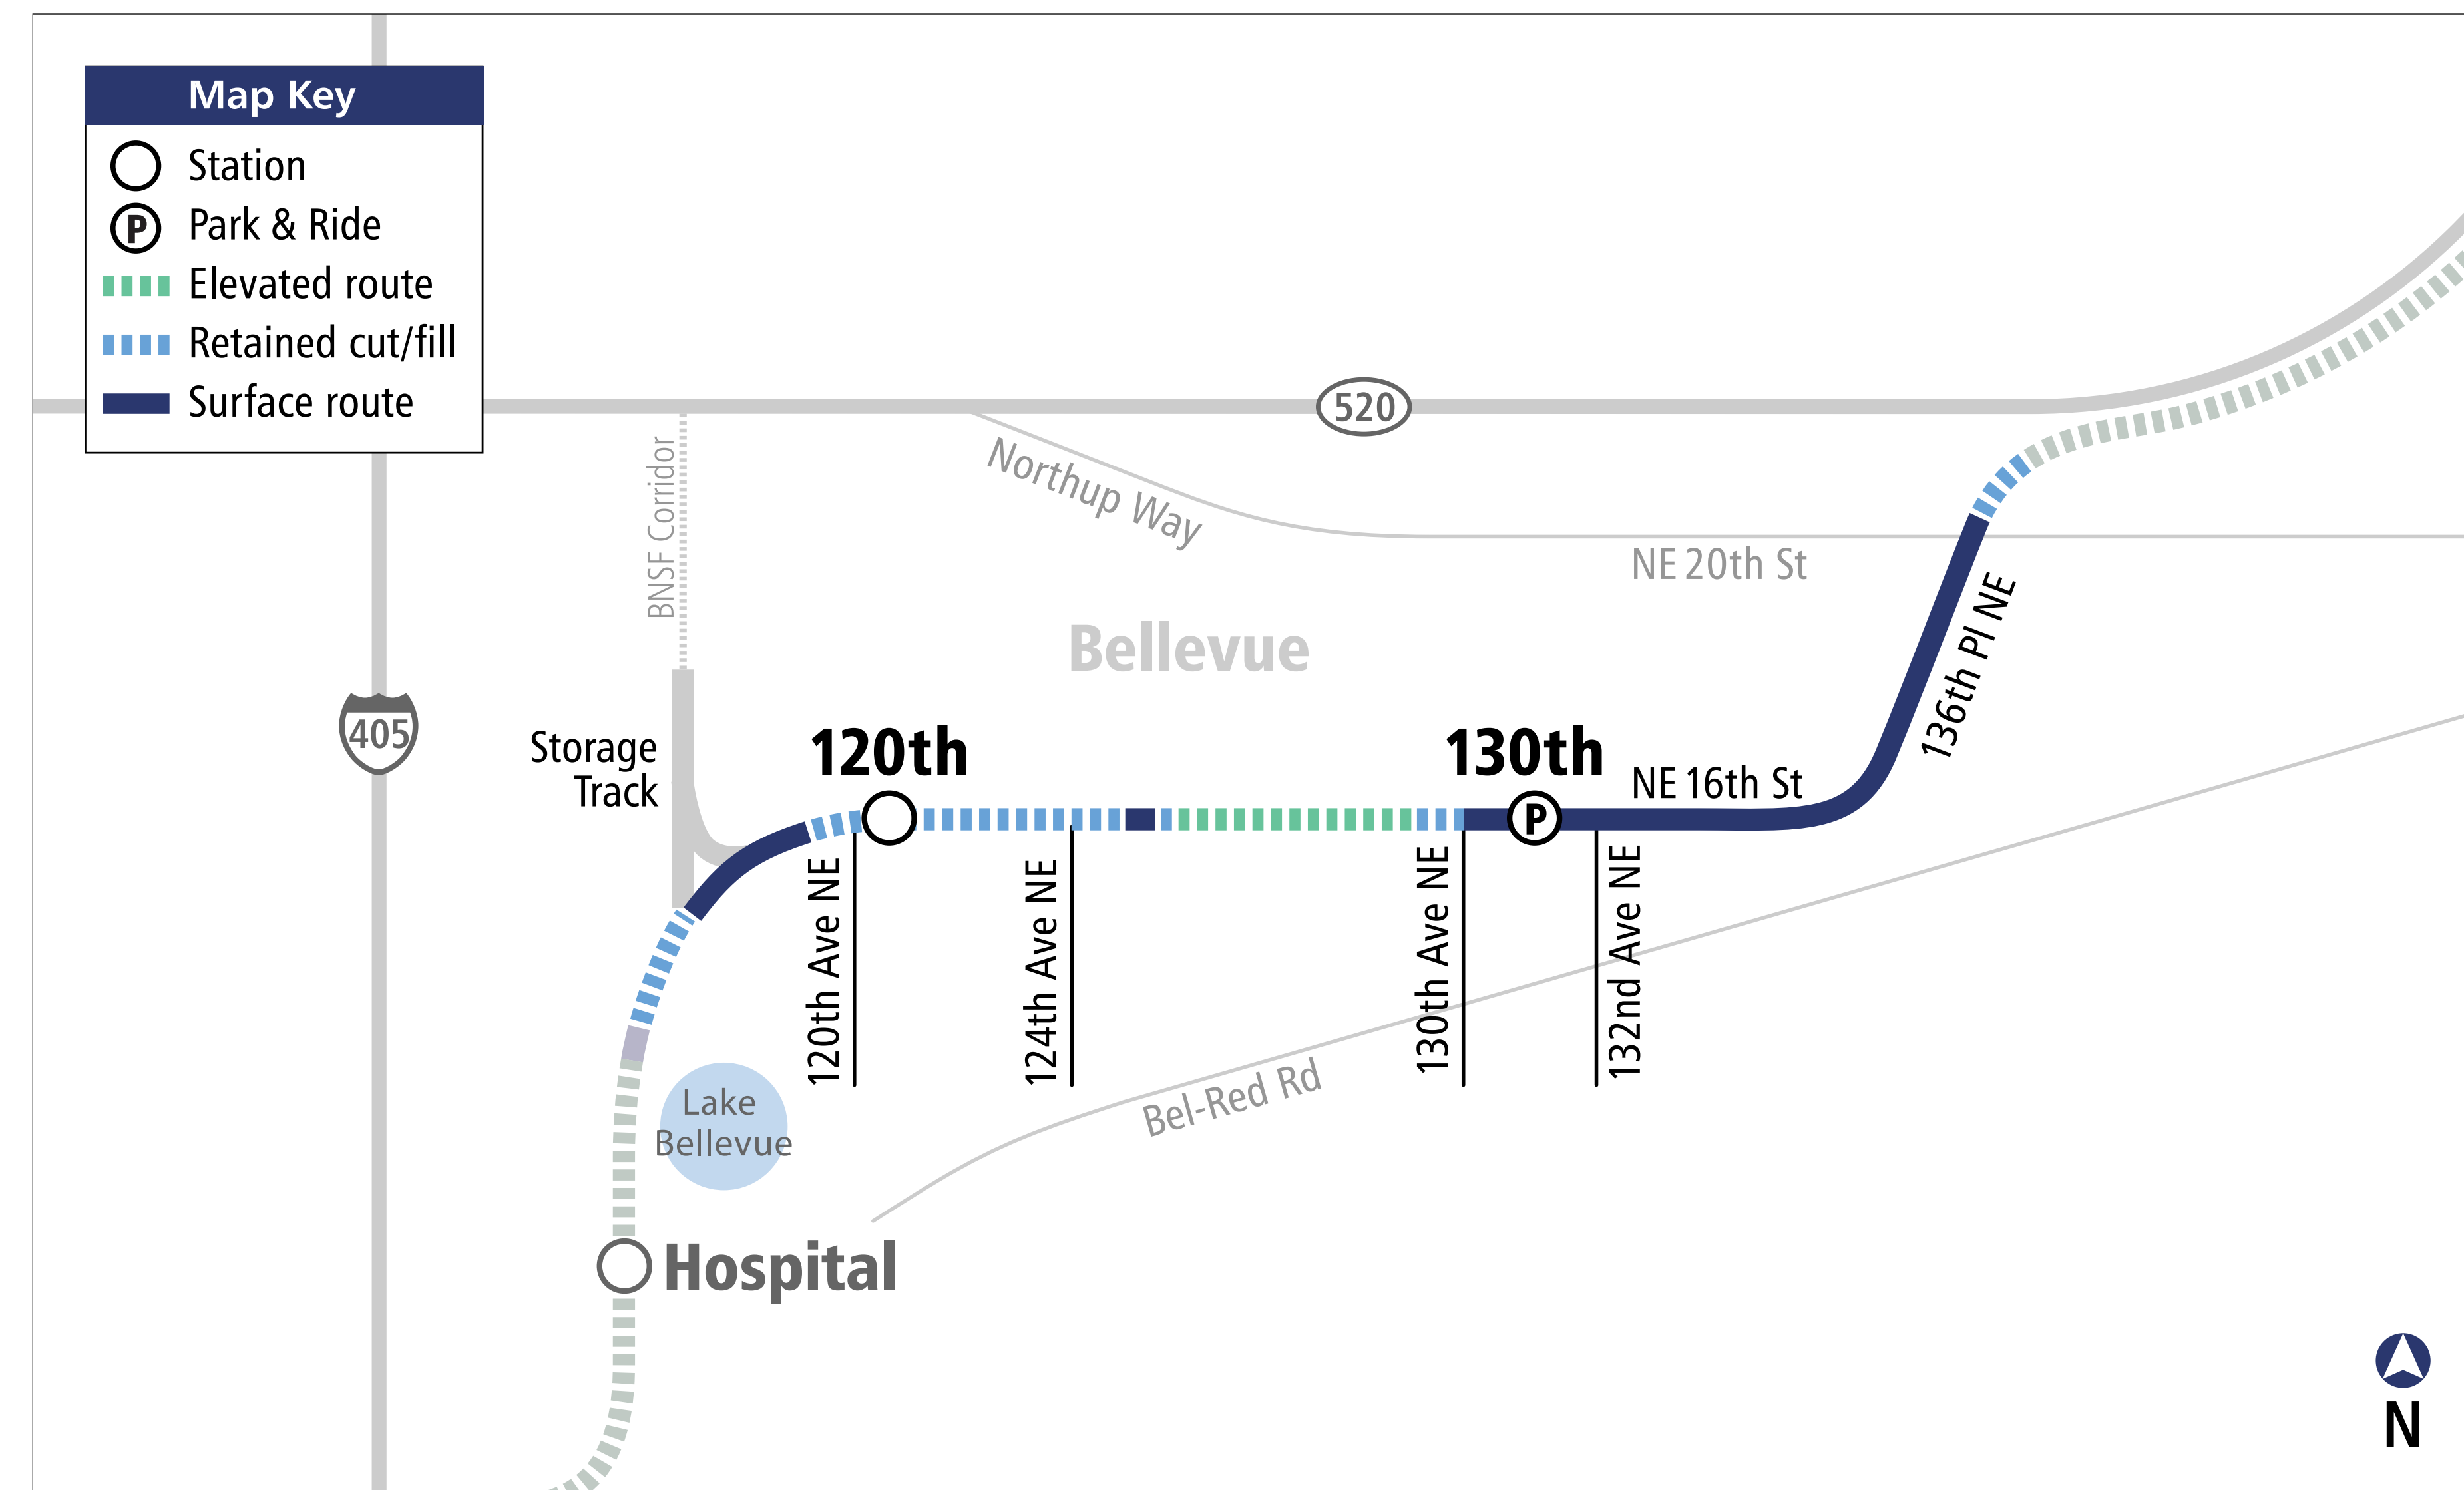 Map Key
Station
P
Park & Ride
Elevated route
Retained cut/fill
Surface route
520
Northup Way
BNSF Corridor
NE 20th St
Bellevue
136th Pl NE
405
Storage
Track
120th
130th
NE 16th St
P
120th Ave NE
124th Ave NE
130th Ave NE
132nd Ave NE
Bel-Red Rd
Lake
Bellevue
Hospital
N